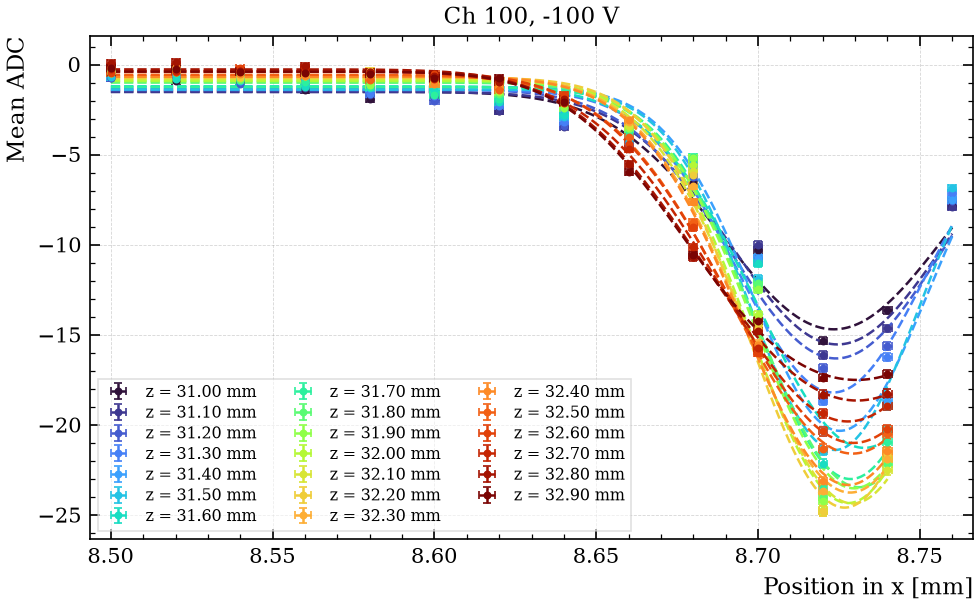 Ch 100, -100 V
Mean ADC
0
−5
−10
−15
−20
−25
z = 31.00 mm
z = 31.10 mm
z = 31.20 mm
z = 31.30 mm
z = 31.40 mm
z = 31.50 mm
z = 31.60 mm
z = 31.70 mm
z = 31.80 mm
z = 31.90 mm
z = 32.00 mm
z = 32.10 mm
z = 32.20 mm
z = 32.30 mm
z = 32.40 mm
z = 32.50 mm
z = 32.60 mm
z = 32.70 mm
z = 32.80 mm
z = 32.90 mm
8.50 8.55 8.60 8.65 8.70 8.75
Position in x [mm]